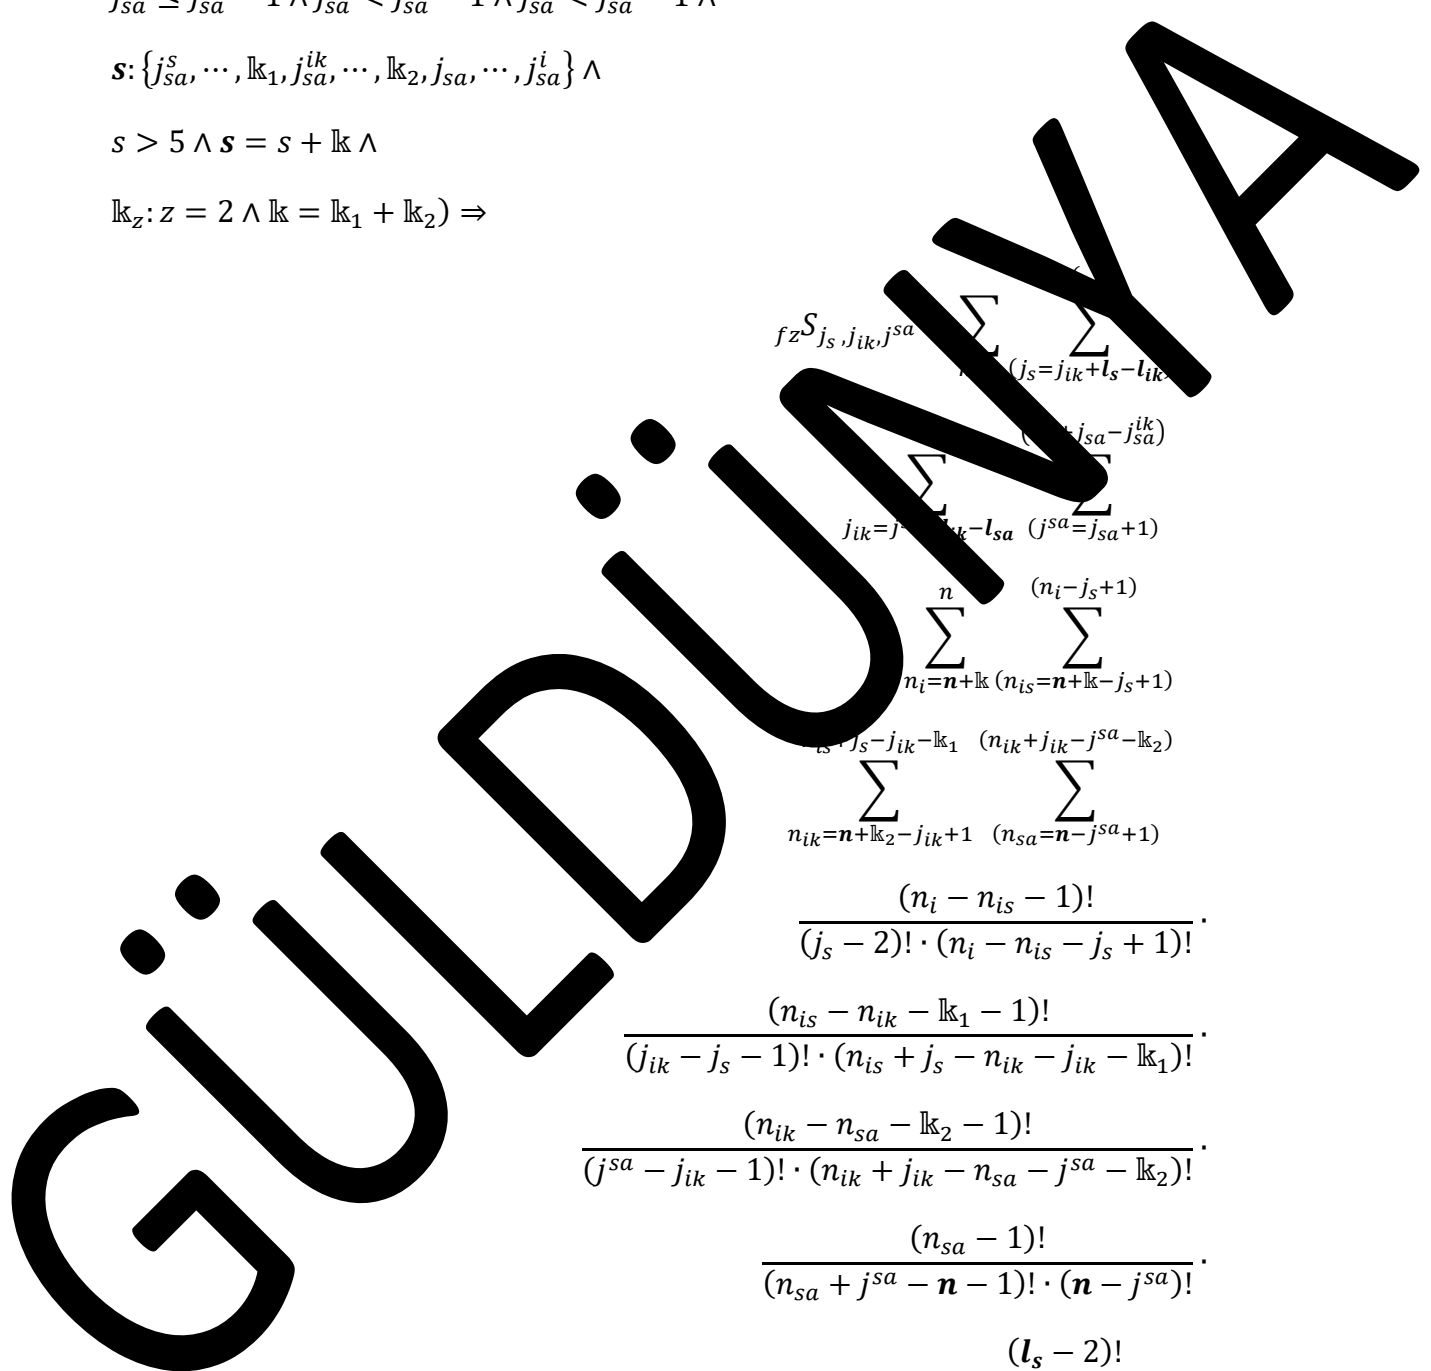 𝒔: {j_{sa}^{s}, ⋯, 𝕜_1, j_{sa}^{ik}, ⋯, 𝕜_2, j_{sa}, ⋯, j_{sa}^{i}} ∧
s > 5 ∧ 𝒔 = s + 𝕜 ∧
𝕜_z: z = 2 ∧ 𝕜 = 𝕜_1 + 𝕜_2) ⇒
_{fz}S_{j_s, j_{ik}, j^{sa}} ∑ ∑_{(j_s=j_{ik}+𝒍_𝒔−𝒍_{𝒊𝒌})}
∑_{−𝒍_{𝒔𝒂}} ∑_{(j^{sa}=j_{sa}+1)}^{+j_{sa}−j_{sa}^{ik})}
∑_{n_i=𝒏+𝕜}^{n} ∑_{(n_{is}=𝒏+𝕜−j_s+1)}^{(n_i−j_s+1)}
∑_{n_{ik}=𝒏+𝕜_2−j_{ik}+1}^{n_{is}+j_s−j_{ik}−𝕜_1} ∑_{(n_{sa}=𝒏−j^{sa}+1)}^{(n_{ik}+j_{ik}−j^{sa}−𝕜_2)}
(n_i − n_{is} − 1)!
(j_s − 2)! · (n_i − n_{is} − j_s + 1)! ·
(n_{is} − n_{ik} − 𝕜_1 − 1)!
(j_{ik} − j_s − 1)! · (n_{is} + j_s − n_{ik} − j_{ik} − 𝕜_1)! ·
(n_{ik} − n_{sa} − 𝕜_2 − 1)!
(j^{sa} − j_{ik} − 1)! · (n_{ik} + j_{ik} − n_{sa} − j^{sa} − 𝕜_2)! ·
(n_{sa} − 1)!
(n_{sa} + j^{sa} − 𝒏 − 1)! · (𝒏 − j^{sa})! ·
(𝒍_𝒔 − 2)!
GÜLDÜNYA